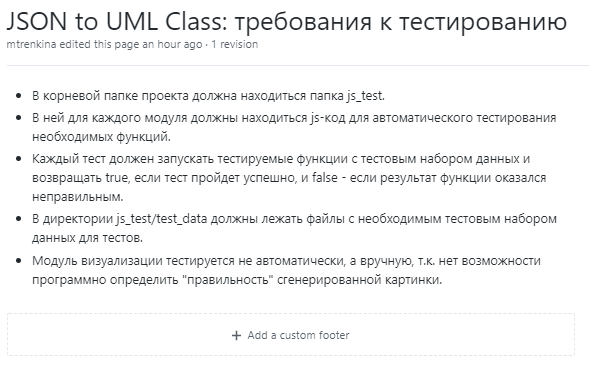 JSON to UML Class: требования к тестированию
mtrenkina edited this page an hour ago · 1 revision
• В корневой папке проекта должна находиться папка js_test.
• В ней для каждого модуля должны находиться js-код для автоматического тестирования
необходимых функций.
• Каждый тест должен запускать тестируемые функции с тестовым набором данных и
возвращать true, если тест пройдет успешно, и false - если результат функции оказался
неправильным.
• В директории js_test/test_data должны лежать файлы с необходимым тестовым набором
данных для тестов.
• Модуль визуализации тестируется не автоматически, а вручную, т.к. нет возможности
программно определить "правильность" сгенерированной картинки.
+ Add a custom footer